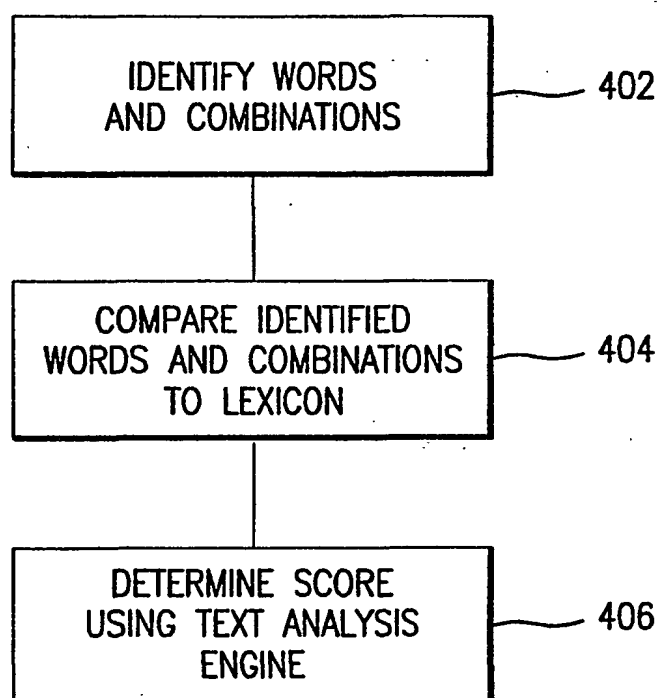 IDENTIFY WORDS
AND COMBINATIONS
402
COMPARE IDENTIFIED
WORDS AND COMBINATIONS
TO LEXICON
404
DETERMINE SCORE
USING TEXT ANALYSIS
ENGINE
406